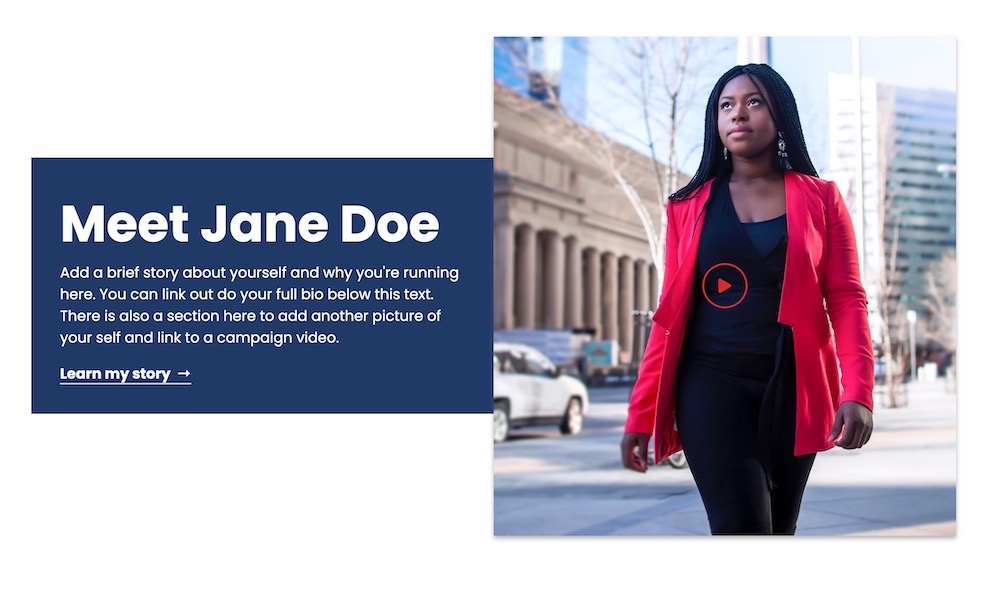 Meet Jane Doe
Add a brief story about yourself and why you're running
here. You can link out do your full bio below this text.
There is also a section here to add another picture of
your self and link to a campaign video.
Learn my story →